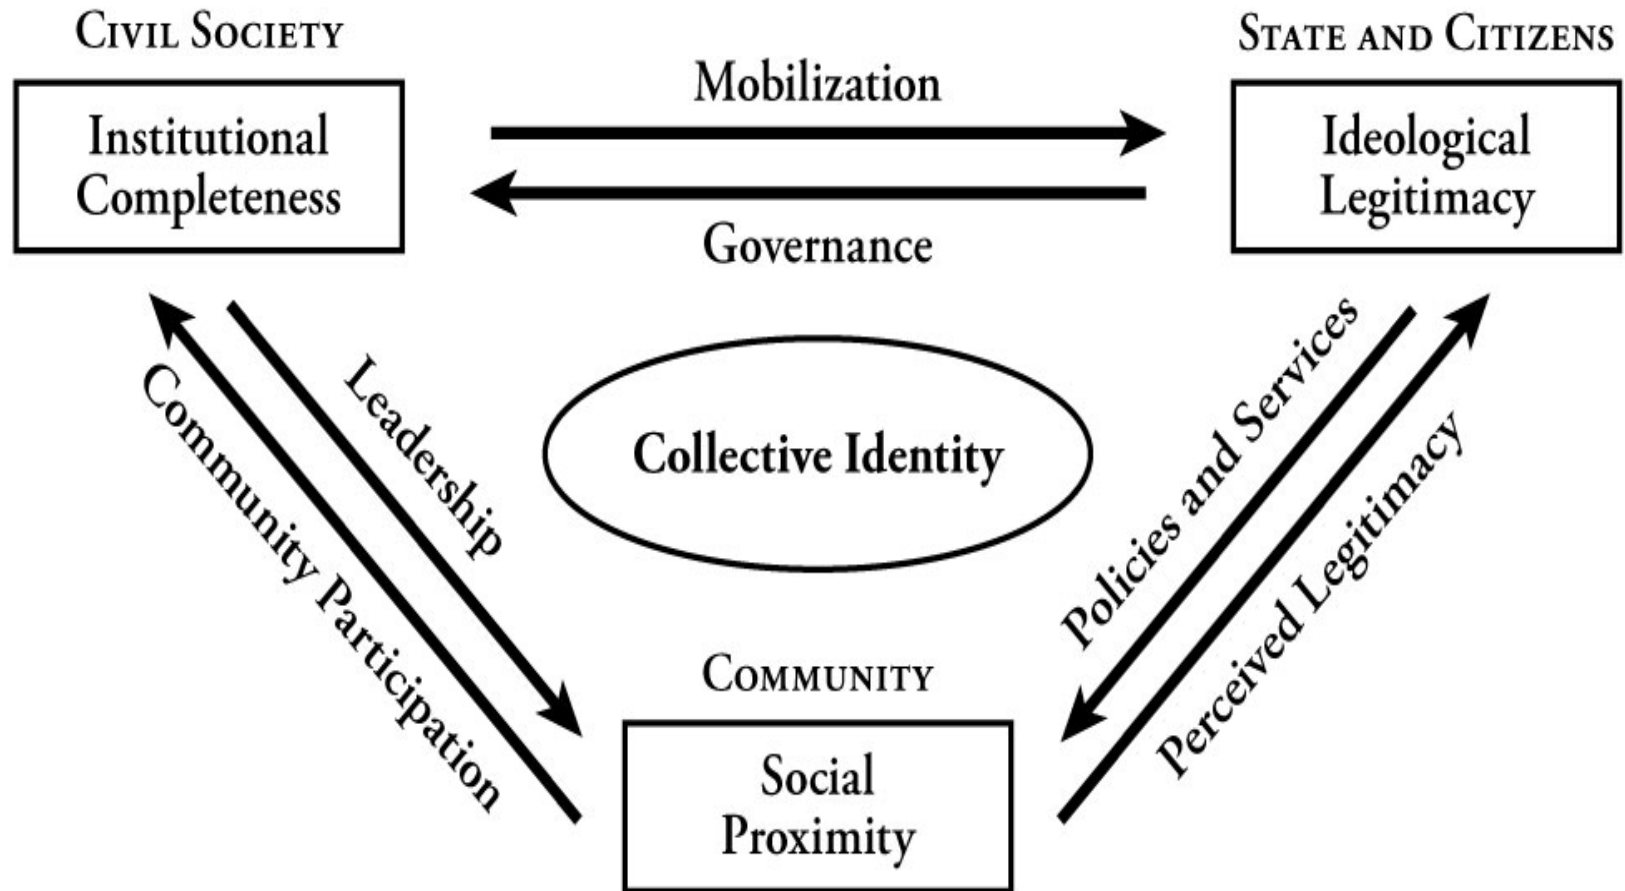 CIVIL SOCIETY
STATE AND CITIZENS
Institutional
Completeness
Mobilization
Governance
Ideological
Legitimacy
Community Participation
Leadership
Collective Identity
Policies and Services
Perceived Legitimacy
COMMUNITY
Social
Proximity